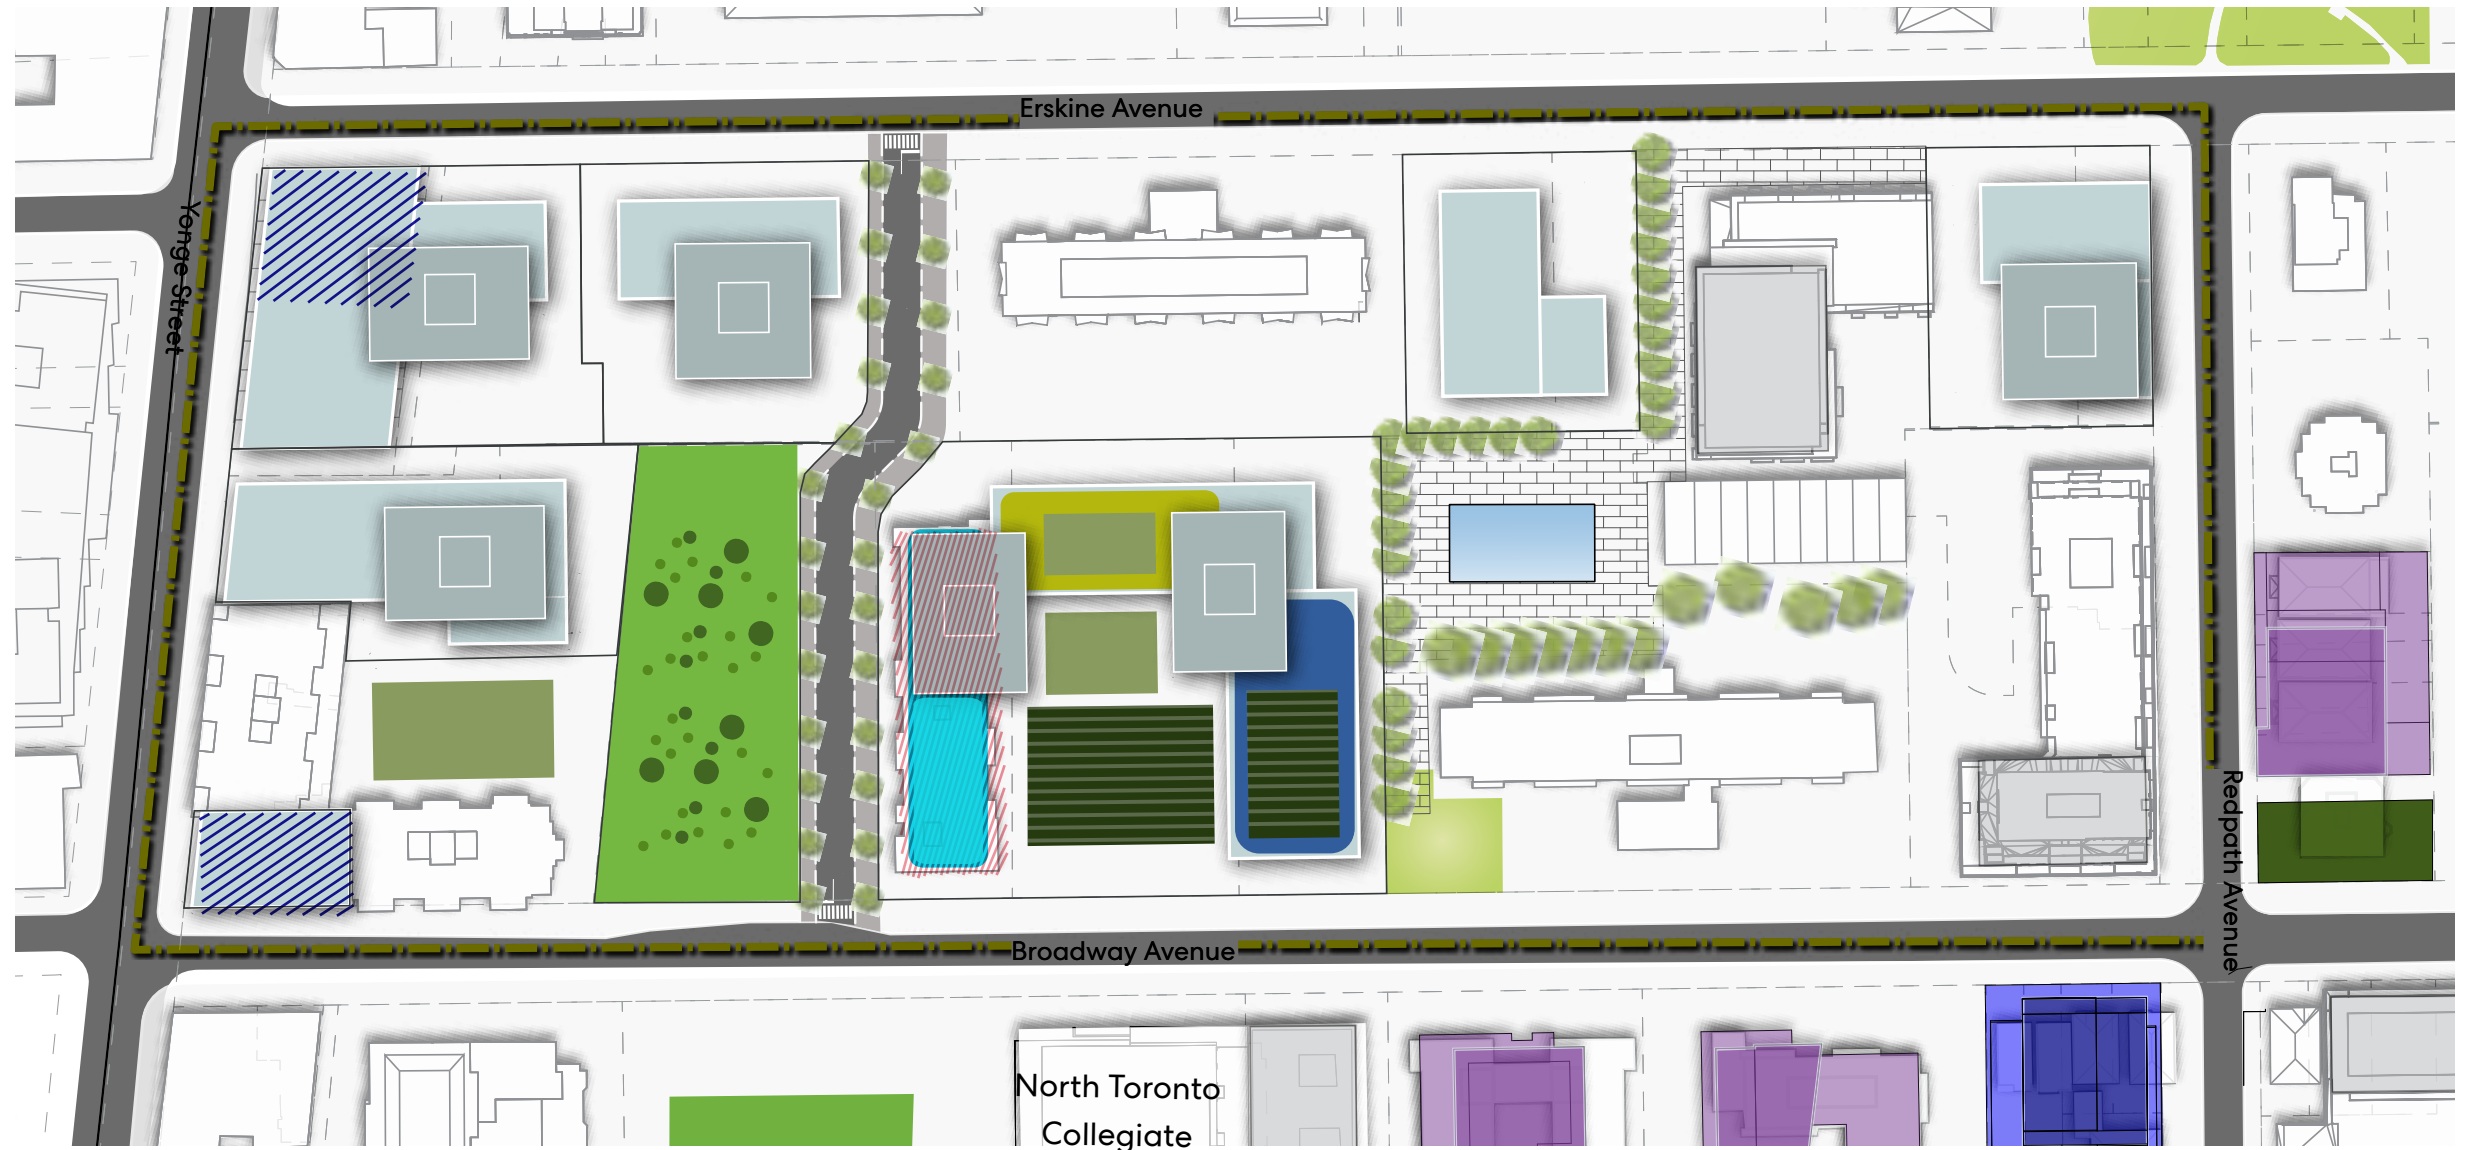 Erskine Avenue
Yonge Street
Redpath Avenue
Broadway Avenue
North Toronto
Collegiate